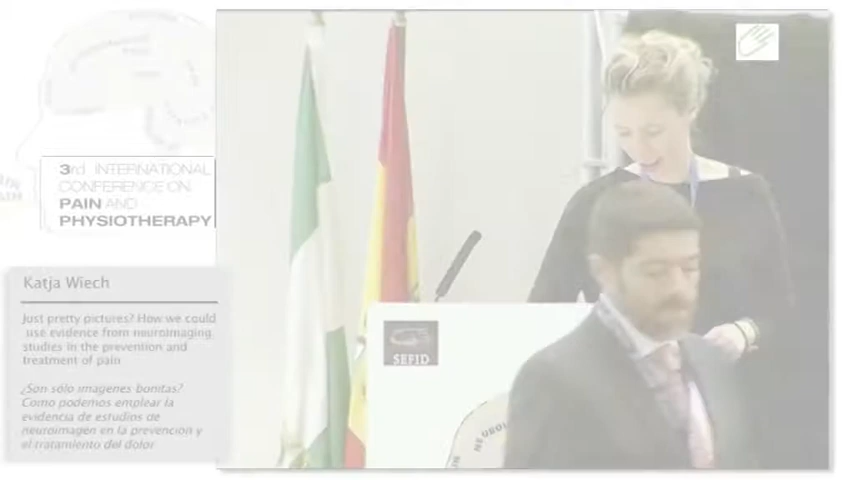 3rd INTERNATIONAL
CONFERENCE ON
PAIN AND
PHYSIOTHERAPY
Katja Wiech
Just pretty pictures? How we could
use evidence from neuroimaging
studies in the prevention and
treatment of pain
¿Son sólo imagenes bonitas?
Como podemos emplear la
evidencia de estudios de
neuroimagen en la prevención y
el tratamiento del dolor
SEFID